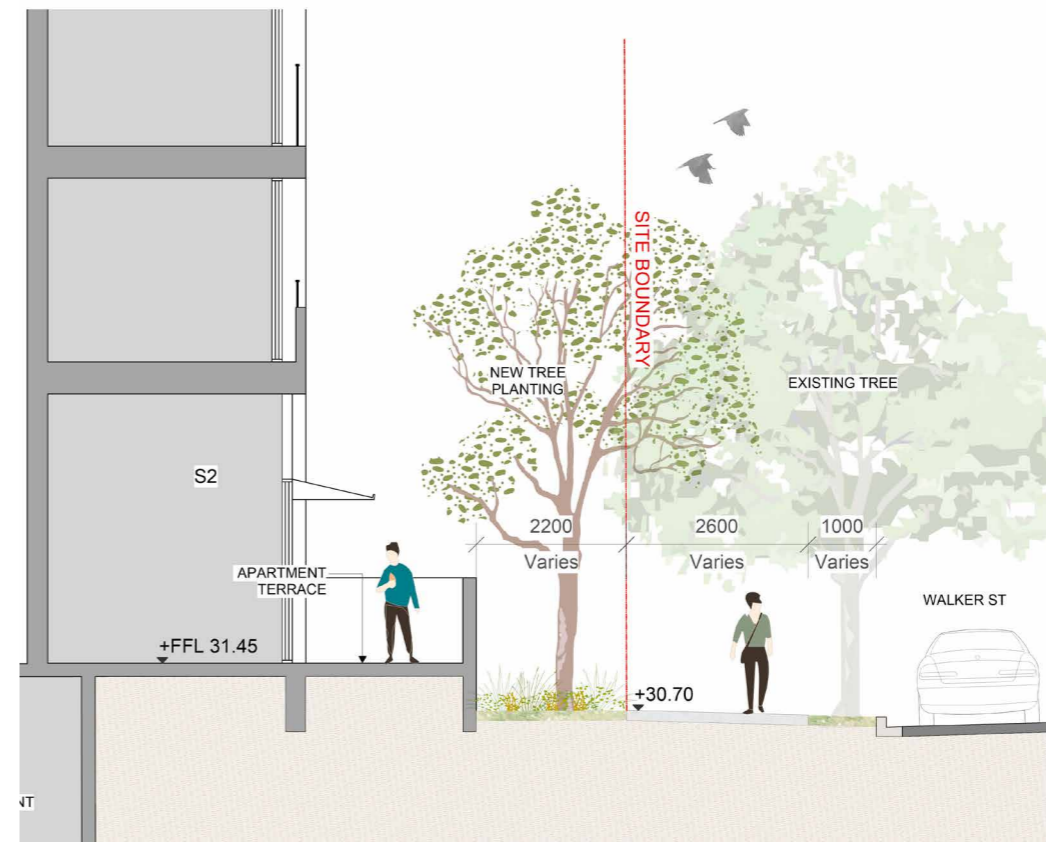 SITE BOUNDARY
NEW TREE
PLANTING
EXISTING TREE
S2
2200
2600
1000
Varies
Varies
Varies
APARTMENT
TERRACE
WALKER ST
+FFL 31.45
+30.70
NT